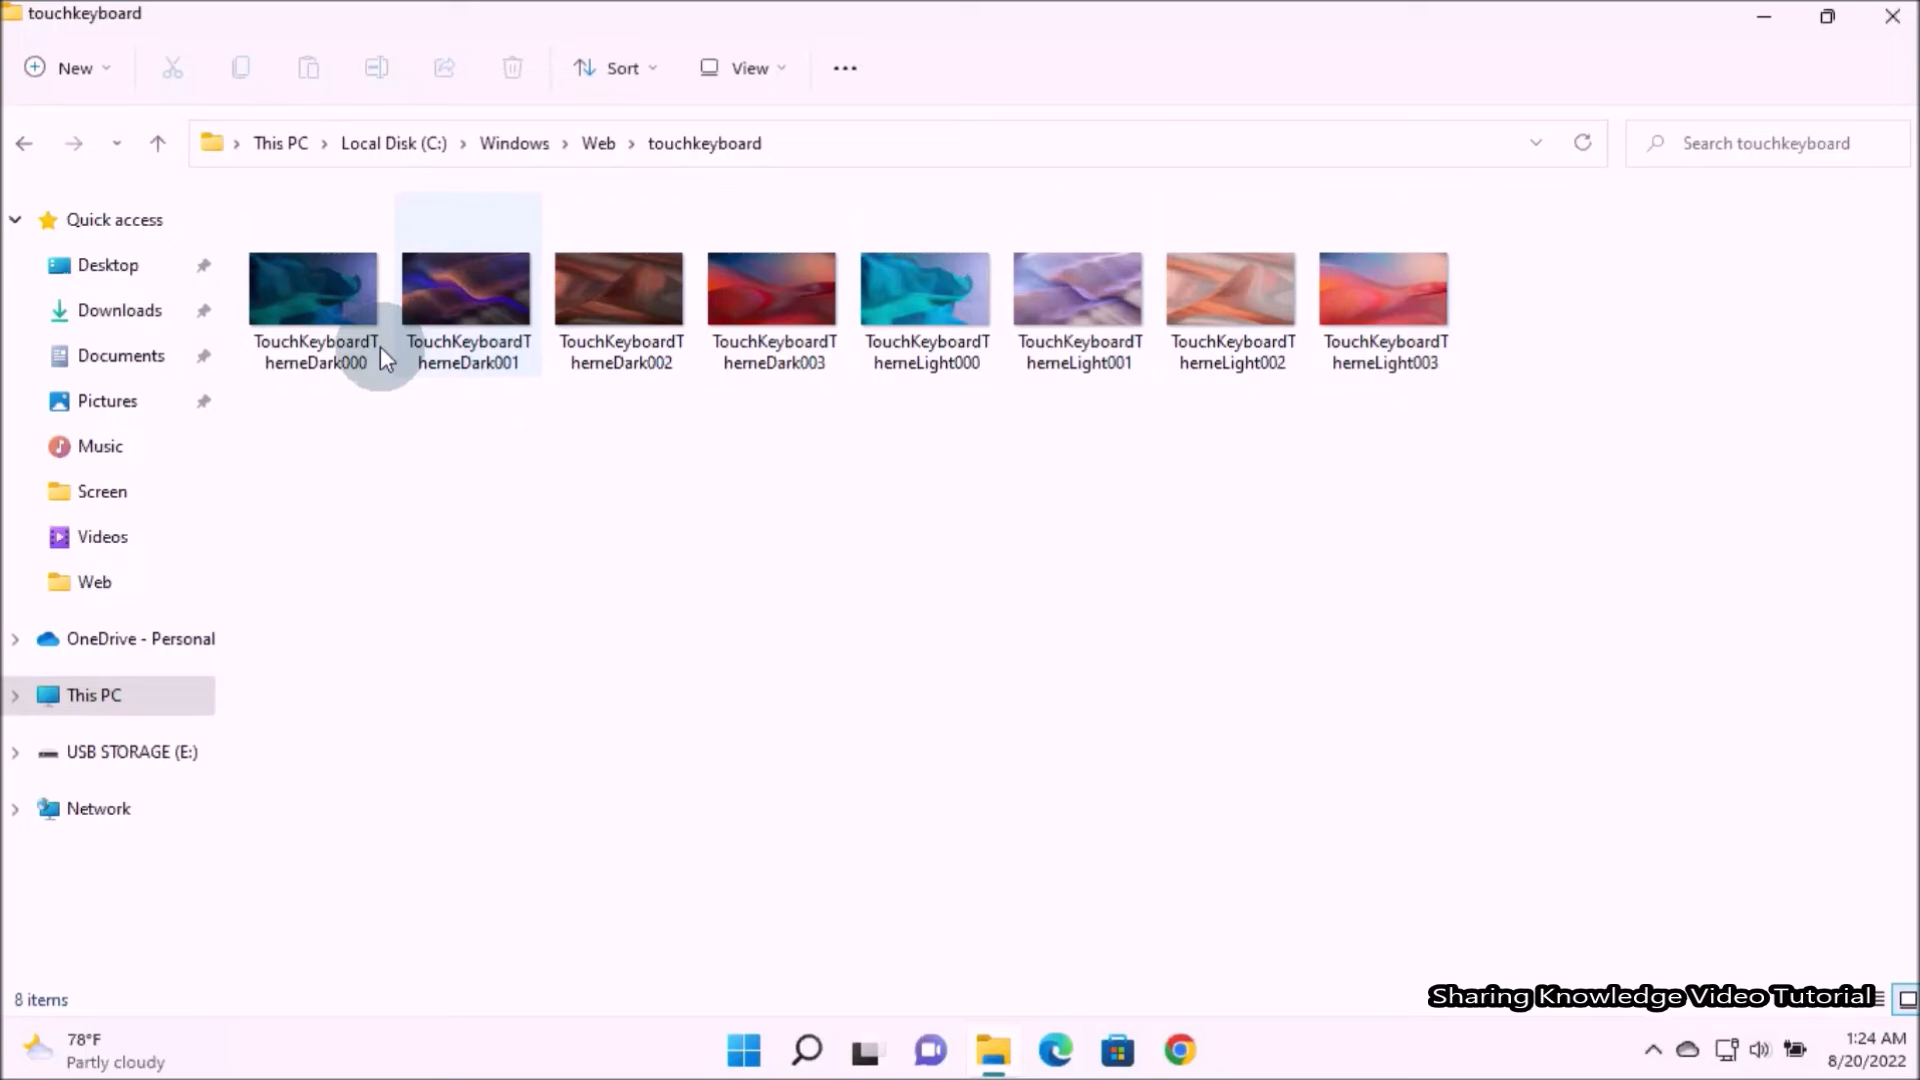 touchkeyboard
New
Sort
View
This PC
Local Disk (C:)
Windows
Web
touchkeyboard
Search touchkeyboard
Quick access
Desktop
Downloads
Documents
Pictures
Music
Screen
Videos
Web
OneDrive - Personal
This PC
USB STORAGE (E:)
Network
TouchKeyboardT
hemeDark000
TouchKeyboardT
hemeDark001
TouchKeyboardT
hemeDark002
TouchKeyboardT
hemeDark003
TouchKeyboardT
hemeLight000
TouchKeyboardT
hemeLight001
TouchKeyboardT
hemeLight002
TouchKeyboardT
hemeLight003
8 items
Sharing Knowledge Video Tutorial
78°F
Partly cloudy
1:24 AM
8/20/2022